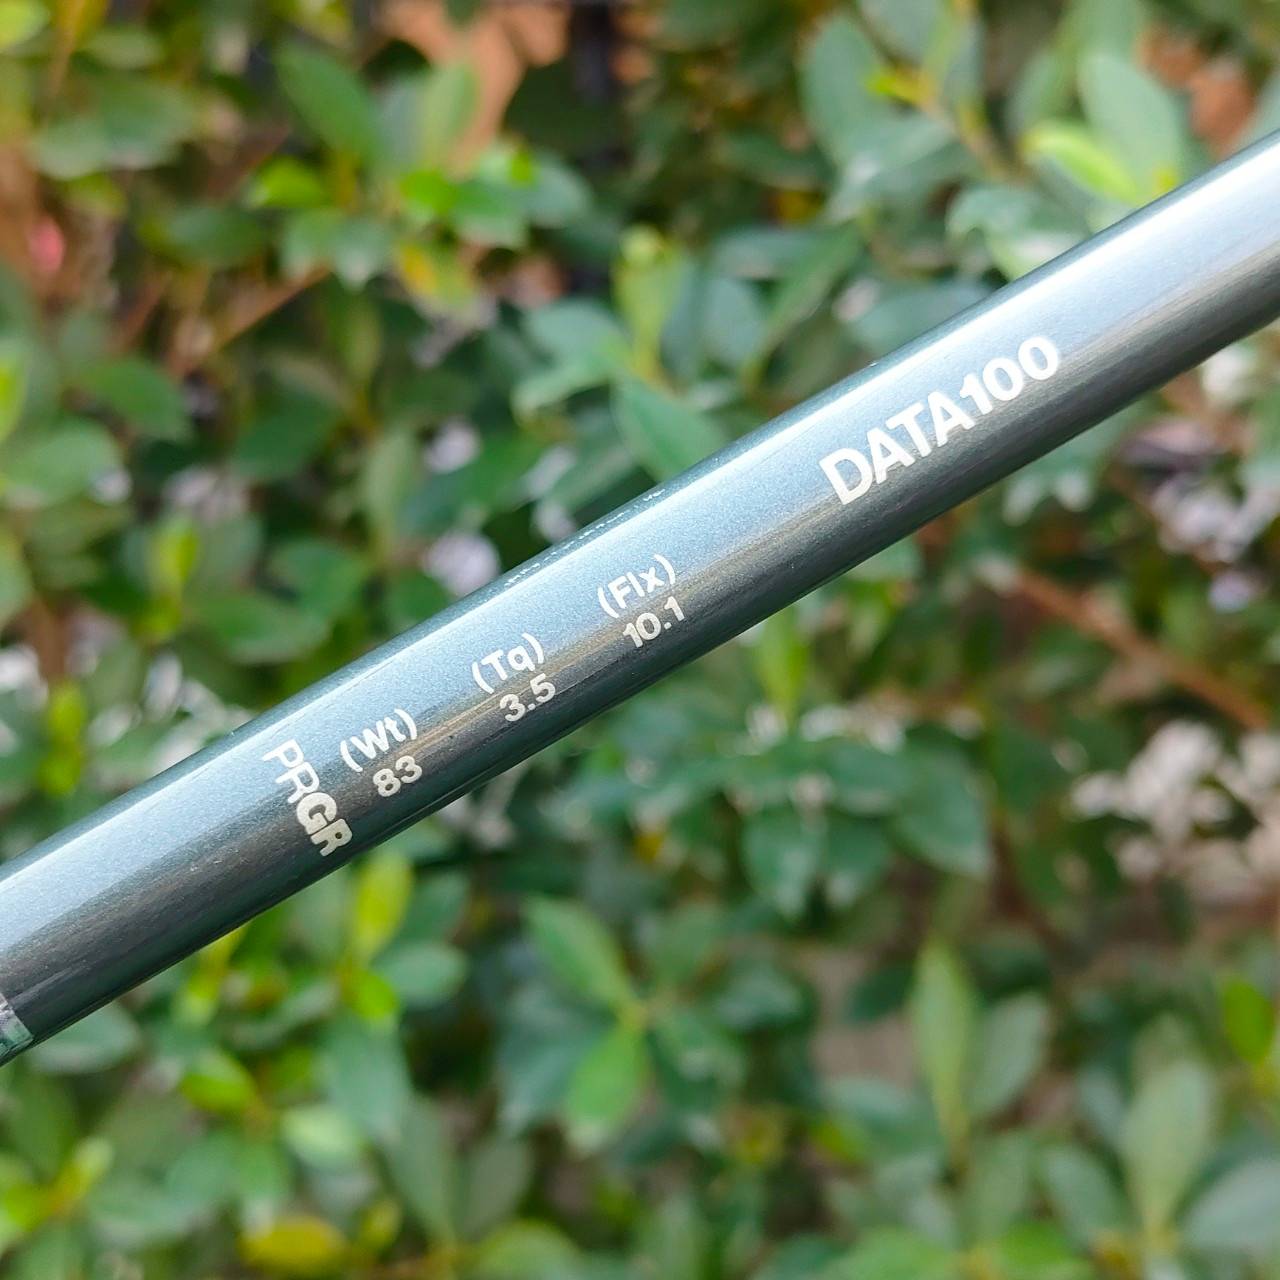 PRGR
(Wt)
83
(Tq)
3.5
(Flx)
10.1
DATA100